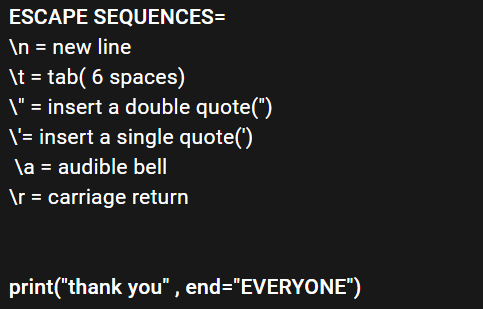 ESCAPE SEQUENCES=
\n = new line
\t = tab( 6 spaces)
\" = insert a double quote(")
\'= insert a single quote(')
\a = audible bell
\r = carriage return
print("thank you" , end="EVERYONE")